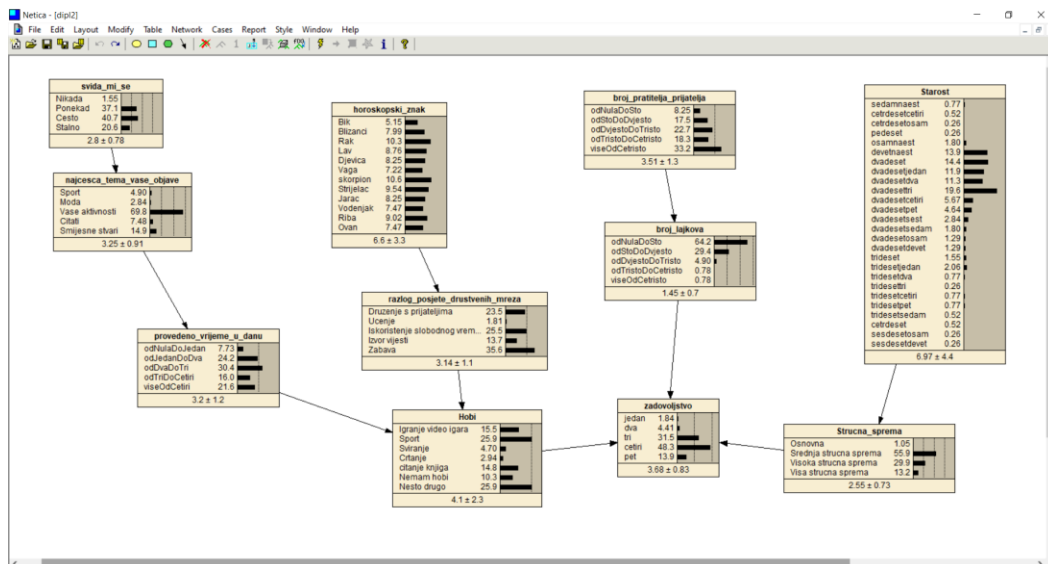 Netica - [dipl2]
File Edit Layout Modify Table Network Cases Report Style Window Help
svida_mi_se
Nikada 1.55
Ponekad 37.1
Cesto 40.7
Stalno 20.6
2.8 ± 0.78
najcesca_tema_vase_objave
Sport 4.90
Moda 2.84
Vase aktivnosti 69.8
Citati 7.48
Smijesne stvari 14.9
3.25 ± 0.91
provedeno_vrijeme_u_danu
odNulaDoJedan 7.73
odJedanDoDva 24.2
odDvaDoTri 30.4
odTriDoCetiri 16.0
viseOdCetiri 21.6
3.2 ± 1.2
horoskopski_znak
Bik 5.15
Blizanci 7.99
Rak 10.3
Lav 8.76
Djevica 8.25
Vaga 7.22
skorpion 10.6
Strijelac 9.54
Jarac 8.25
Vodenjak 7.47
Riba 9.02
Ovan 7.47
6.6 ± 3.3
razlog_posjete_drustvenih_mreza
Druzenje s prijateljima 23.5
Ucenje 1.81
Iskoristenje slobodnog vrem... 25.5
Izvor vijesti 13.7
Zabava 35.6
3.14 ± 1.1
Hobi
Igranje video igara 15.5
Sport 25.9
Sviranje 4.70
Crtanje 2.94
citanje knjiga 14.8
Nemam hobi 10.3
Nesto drugo 25.9
4.1 ± 2.3
broj_pratitelja_prijatelja
odNulaDoSto 8.25
odStoDoDvjesto 17.5
odDvjestoDoTristo 22.7
odTristoDoCetristo 18.3
viseOdCetristo 33.2
3.51 ± 1.3
broj_lajkova
odNulaDoSto 64.2
odStoDoDvjesto 29.4
odDvjestoDoTristo 4.90
odTristoDoCetristo 0.78
viseOdCetristo 0.78
1.45 ± 0.7
zadovoljstvo
jedan 1.84
dva 4.41
tri 31.5
cetiri 48.3
pet 13.9
3.68 ± 0.83
Starost
sedamnaest 0.77
cetrdesetcetiri 0.52
cetrdesetosam 0.26
pedeset 0.26
osamnaest 1.80
devetnaest 13.9
dvadeset 14.4
dvadesetjedan 11.9
dvadesetdva 11.3
dvadesettri 19.6
dvadesetcetiri 5.67
dvadesetpet 4.64
dvadesetsest 2.84
dvadesetsedam 1.80
dvadesetosam 1.29
dvadesetdevet 1.29
trideset 1.55
tridesetjedan 2.06
tridesetdva 0.77
tridesettri 0.26
tridesetcetiri 0.77
tridesetpet 0.77
tridesetsedam 0.52
cetrdeset 0.52
sesdesetosam 0.26
sesdesetdevet 0.26
6.97 ± 4.4
Strucna_sprema
Osnovna 1.05
Srednja strucna sprema 55.9
Visoka strucna sprema 29.9
Visa strucna sprema 13.2
2.55 ± 0.73